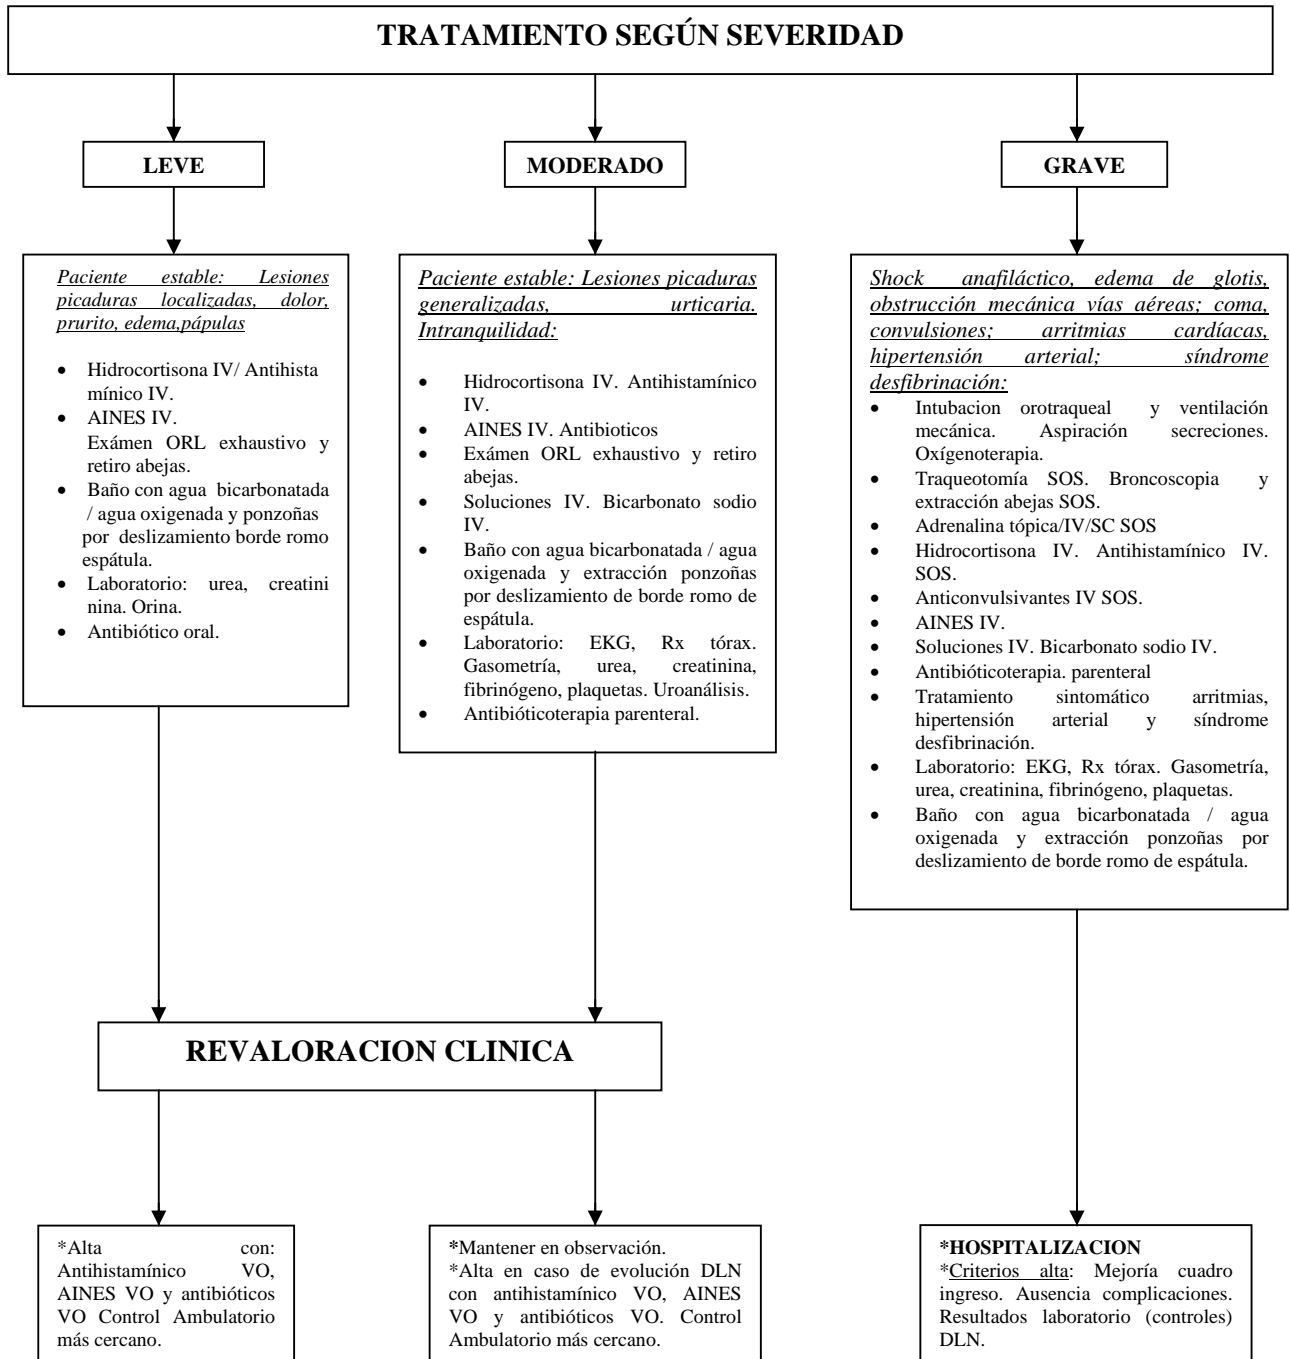 TRATAMIENTO SEGÚN SEVERIDAD
LEVE
MODERADO
GRAVE
Paciente estable: Lesiones
picaduras localizadas, dolor,
prurito, edema,pápulas
• Hidrocortisona IV/ Antihista
mínico IV.
• AINES IV.
Exámen ORL exhaustivo y
retiro abejas.
• Baño con agua bicarbonatada
/ agua oxigenada y ponzoñas
por deslizamiento borde romo
espátula.
• Laboratorio: urea, creatini
nina. Orina.
• Antibiótico oral.
Paciente estable: Lesiones picaduras
generalizadas, urticaria.
Intranquilidad:
• Hidrocortisona IV. Antihistamínico
IV.
• AINES IV. Antibioticos
• Exámen ORL exhaustivo y retiro
abejas.
• Soluciones IV. Bicarbonato sodio
IV.
• Baño con agua bicarbonatada / agua
oxigenada y extracción ponzoñas
por deslizamiento de borde romo de
espátula.
• Laboratorio: EKG, Rx tórax.
Gasometría, urea, creatinina,
fibrinógeno, plaquetas. Uroanálisis.
• Antibióticoterapia parenteral.
Shock anafiláctico, edema de glotis,
obstrucción mecánica vías aéreas; coma,
convulsiones; arritmias cardíacas,
hipertensión arterial; síndrome
desfibrinación:
• Intubacion orotraqueal y ventilación
mecánica. Aspiración secreciones.
Oxígenoterapia.
• Traqueotomía SOS. Broncoscopia y
extracción abejas SOS.
• Adrenalina tópica/IV/SC SOS
• Hidrocortisona IV. Antihistamínico IV.
SOS.
• Anticonvulsivantes IV SOS.
• AINES IV.
• Soluciones IV. Bicarbonato sodio IV.
• Antibióticoterapia. parenteral
• Tratamiento sintomático arritmias,
hipertensión arterial y síndrome
desfibrinación.
• Laboratorio: EKG, Rx tórax. Gasometría,
urea, creatinina, fibrinógeno, plaquetas.
• Baño con agua bicarbonatada / agua
oxigenada y extracción ponzoñas por
deslizamiento de borde romo de espátula.
REVALORACION CLINICA
*Alta con:
Antihistamínico VO,
AINES VO y antibióticos
VO Control Ambulatorio
más cercano.
*Mantener en observación.
*Alta en caso de evolución DLN
con antihistamínico VO, AINES
VO y antibióticos VO. Control
Ambulatorio más cercano.
*HOSPITALIZACION
*Criterios alta: Mejoría cuadro
ingreso. Ausencia complicaciones.
Resultados laboratorio (controles)
DLN.